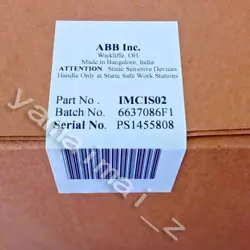 ABB Inc.
Wickliffe, OH
Made in Bangalore, India
ATTENTION Static Sensitive Devices
Handle Only at Static Safe Work Stations
Part No . IMCIS02
Batch No. 6637086F1
Serial No. PS1455808